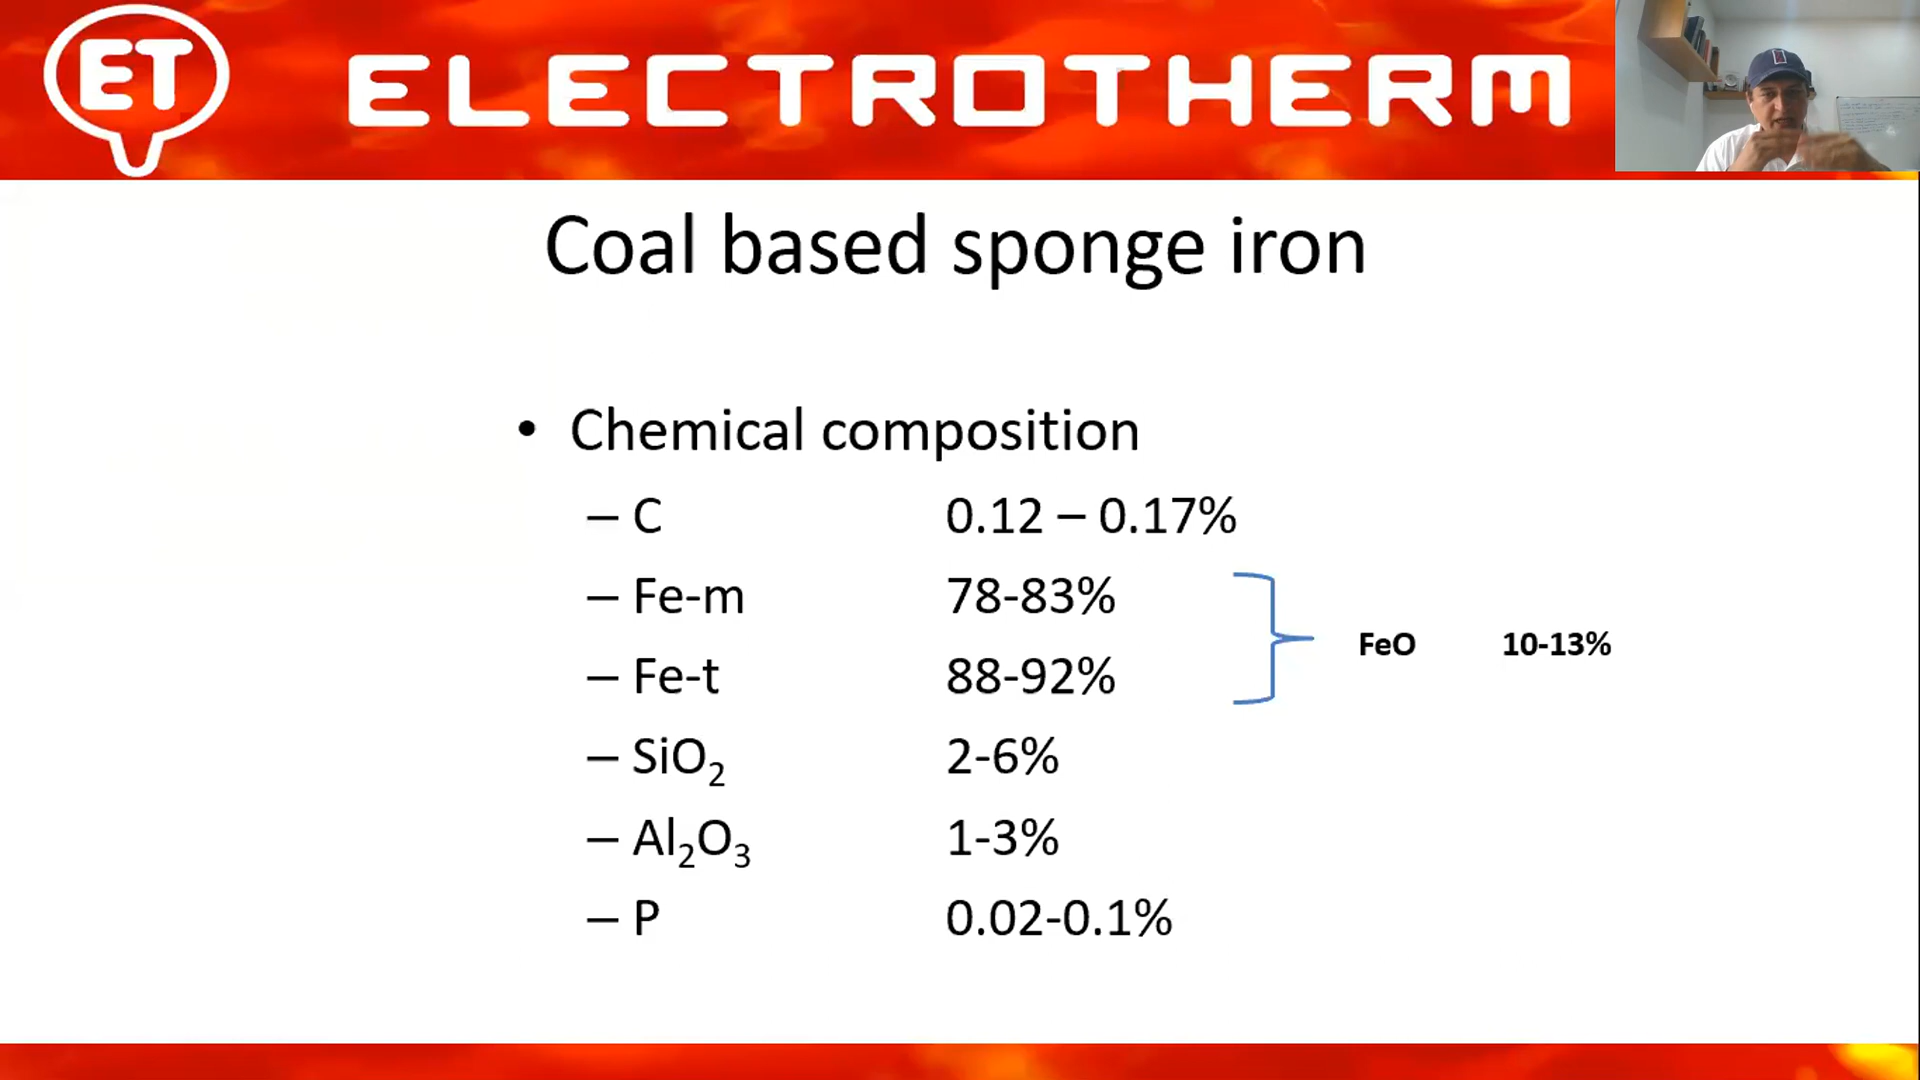 ET ELECTROTHERM
Coal based sponge iron
• Chemical composition
– C 0.12 – 0.17%
– Fe-m 78-83%
FeO 10-13%
– Fe-t 88-92%
– SiO₂ 2-6%
– Al₂O₃ 1-3%
– P 0.02-0.1%